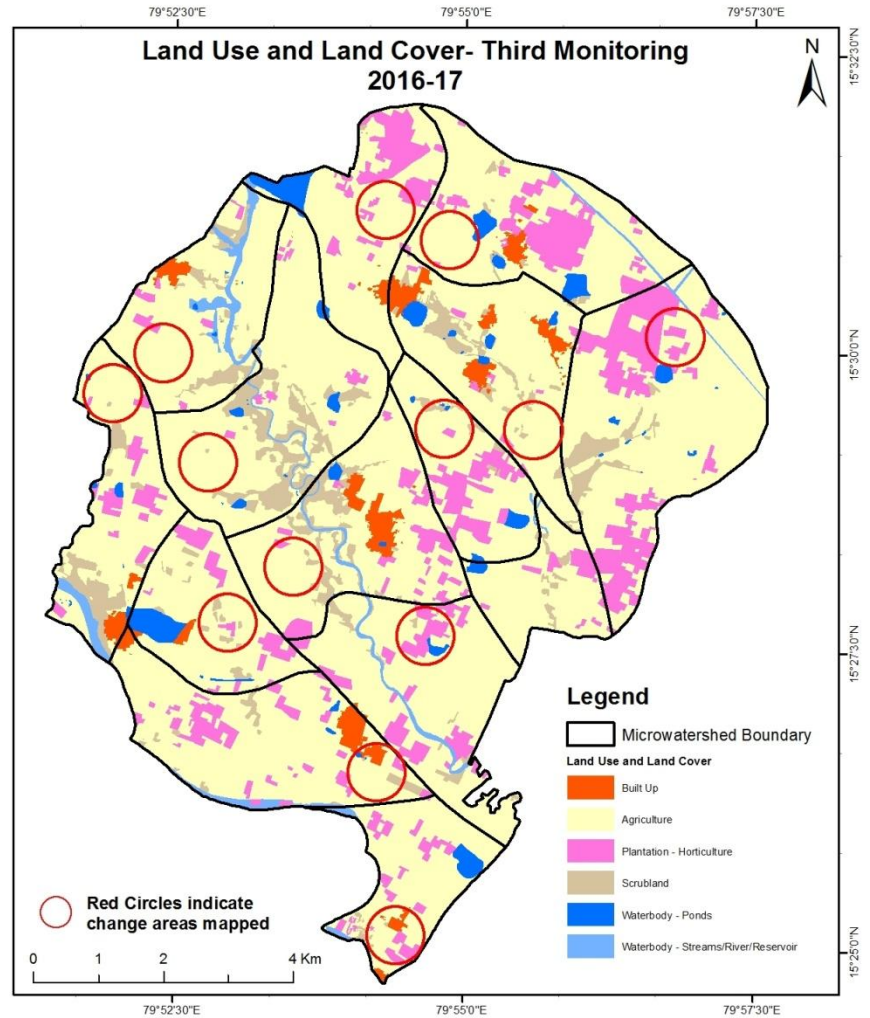 79°52'30"E 79°55'0"E 79°57'30"E
Land Use and Land Cover- Third Monitoring
2016-17
N
15°32'30"N
15°30'0"N
15°27'30"N
15°25'0"N
Legend
Microwatershed Boundary
Land Use and Land Cover
Built Up
Agriculture
Plantation - Horticulture
Scrubland
Waterbody - Ponds
Waterbody - Streams/River/Reservoir
Red Circles indicate
change areas mapped
0 1 2 4 Km
79°52'30"E 79°55'0"E 79°57'30"E